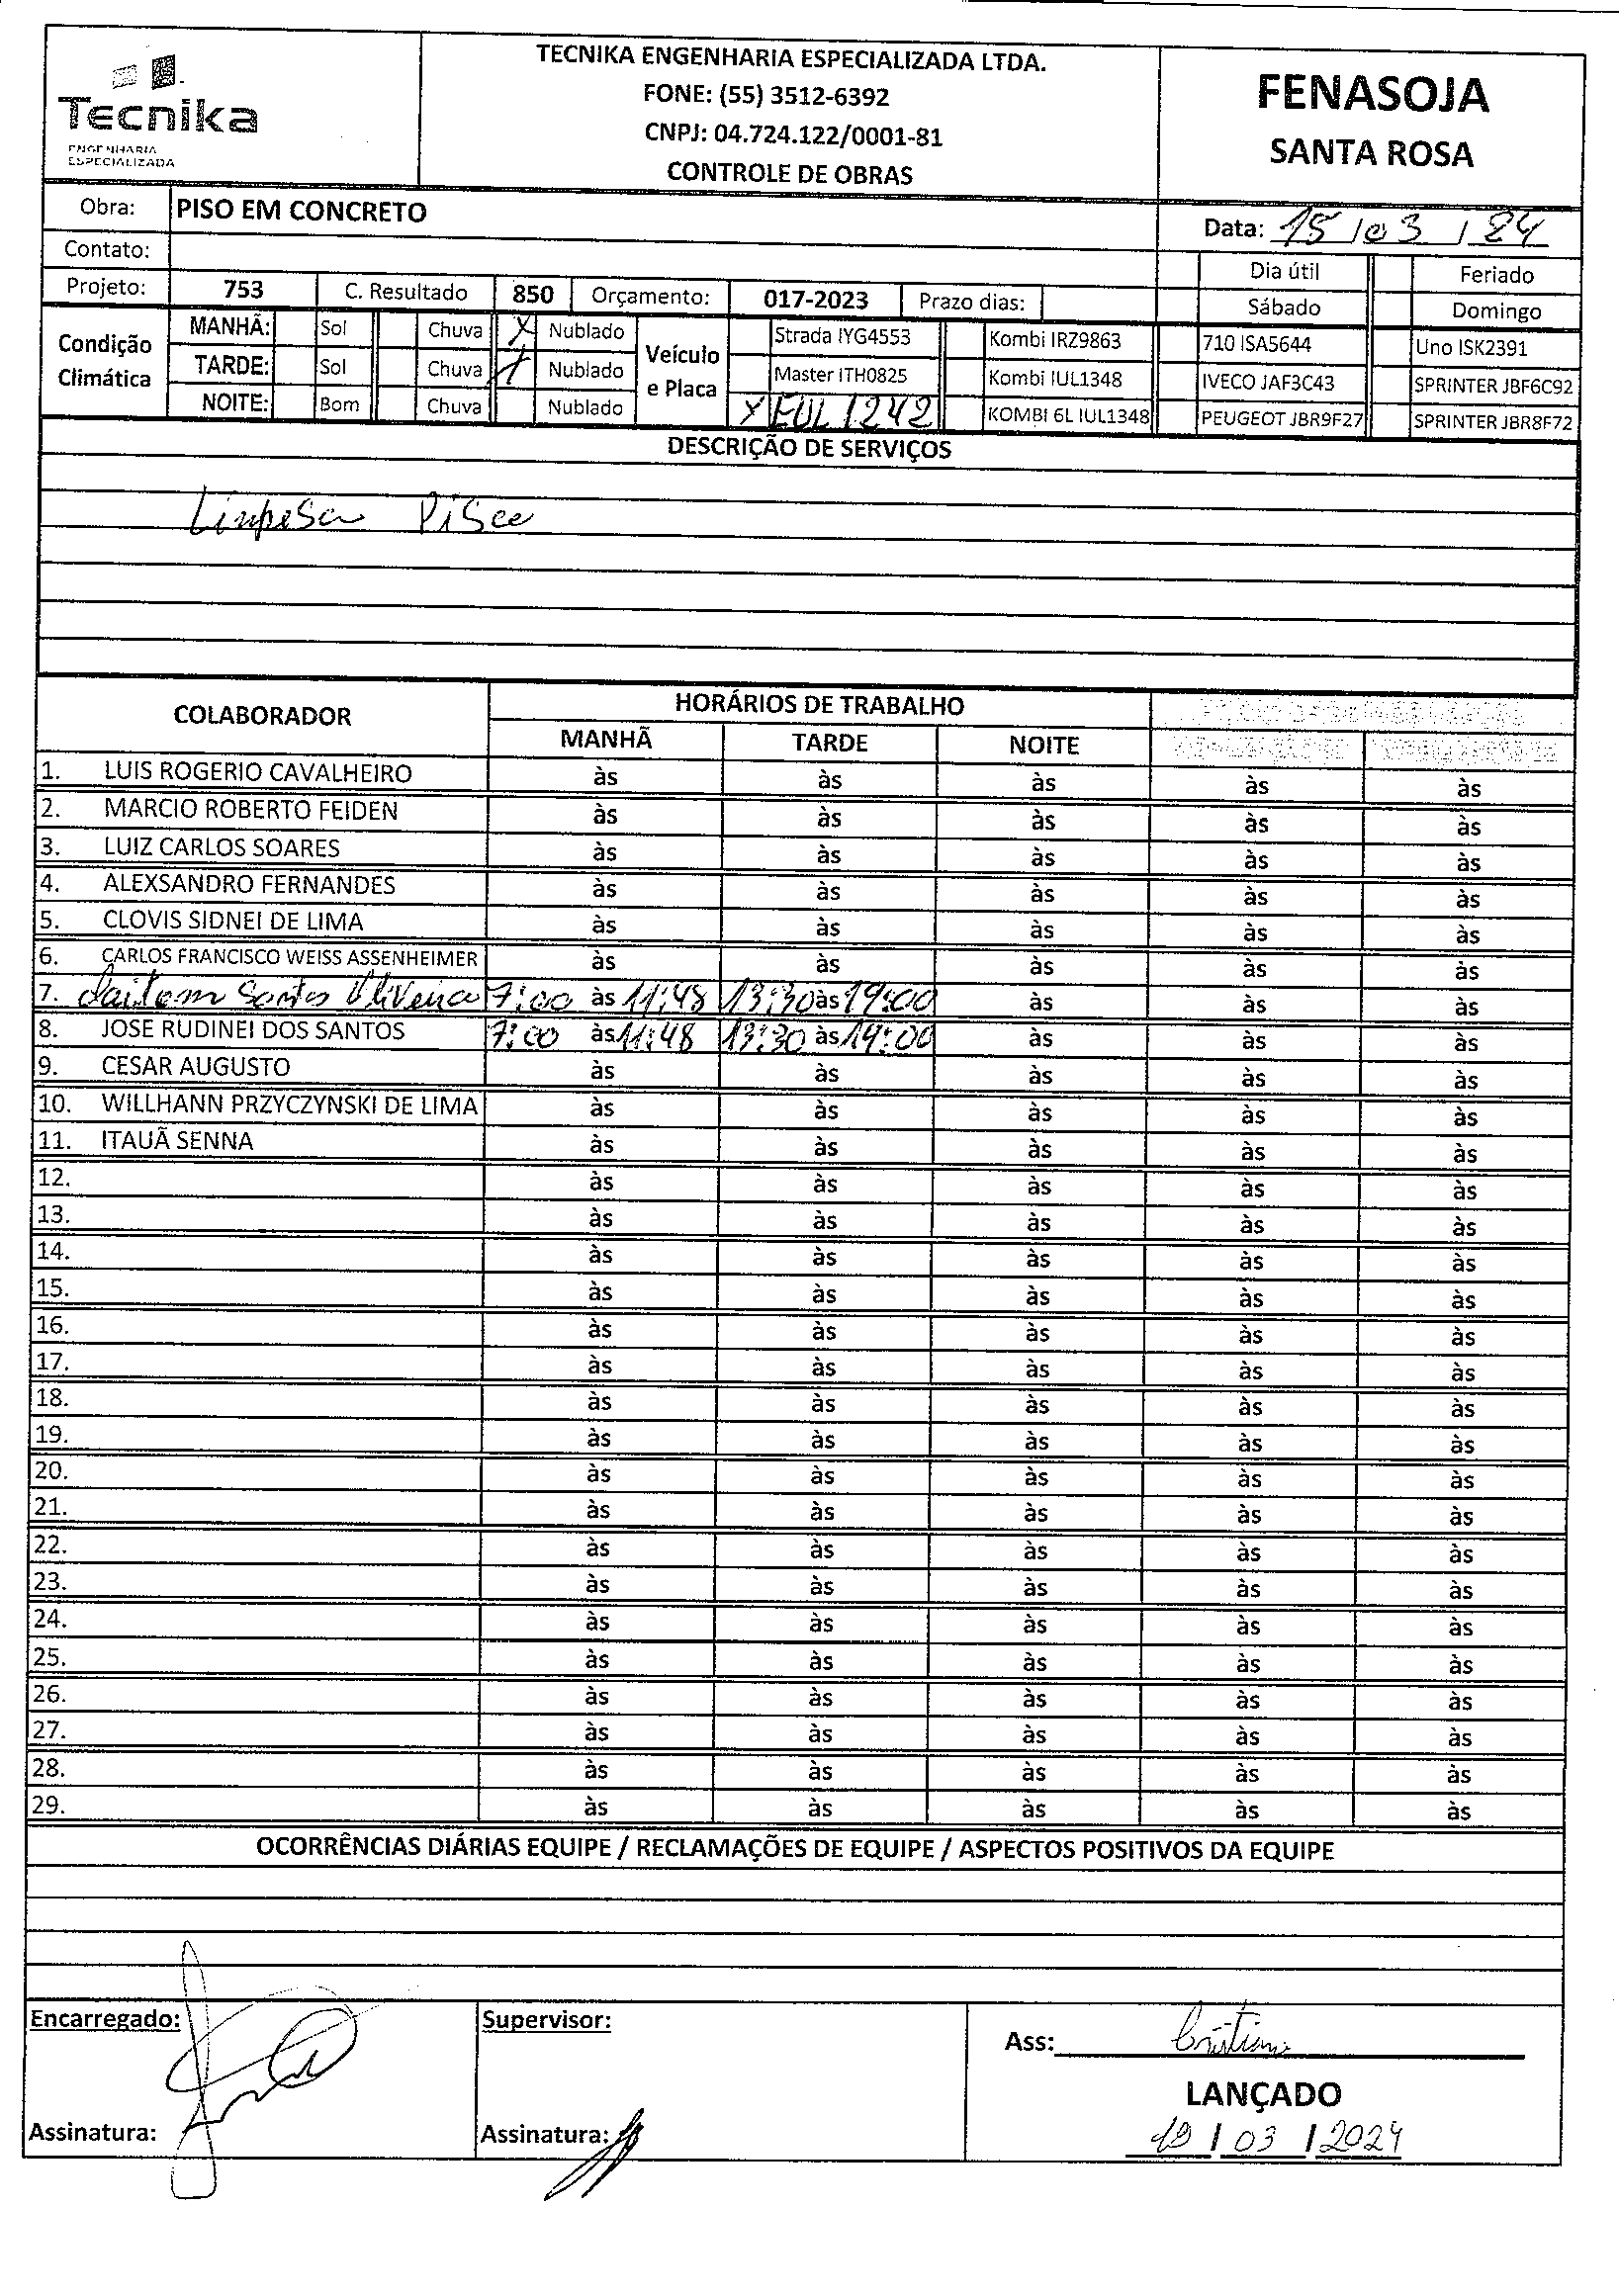 Tecnika
ENGENHARIA
ESPECIALIZADA
TECNIKA ENGENHARIA ESPECIALIZADA LTDA.
FONE: (55) 3512-6392
CNPJ: 04.724.122/0001-81
CONTROLE DE OBRAS
FENASOJA
SANTA ROSA
Obra: PISO EM CONCRETO
Data: 15/03/24
Contato:
Dia útil Feriado
Projeto: 753 C. Resultado 850 Orçamento: 017-2023 Prazo dias:
Sábado Domingo
Condição Climática
MANHÃ: Sol Chuva X Nublado
TARDE: Sol Chuva X Nublado
NOITE: Bom Chuva Nublado
Veículo e Placa
Strada IYG4553 Kombi IRZ9863 710 ISA5644 Uno ISK2391
Master ITH0825 Kombi IUL1348 IVECO JAF3C43 SPRINTER JBF6C92
X EUL 1242 KOMBI 6L IUL1348 PEUGEOT JBR9F27 SPRINTER JBR8F72
DESCRIÇÃO DE SERVIÇOS
Limpesa Piso
COLABORADOR HORÁRIOS DE TRABALHO
MANHÃ TARDE NOITE
1. LUIS ROGERIO CAVALHEIRO às às às às às
2. MARCIO ROBERTO FEIDEN às às às às às
3. LUIZ CARLOS SOARES às às às às às
4. ALEXSANDRO FERNANDES às às às às às
5. CLOVIS SIDNEI DE LIMA às às às às às
6. CARLOS FRANCISCO WEISS ASSENHEIMER às às às às às
7. Santos Oliveira 7:00 às 11:48 13:30 às 19:00 às às às
8. JOSE RUDINEI DOS SANTOS 7:00 às 11:48 13:30 às 19:00 às às às
9. CESAR AUGUSTO às às às às às
10. WILLHANN PRZYCZYNSKI DE LIMA às às às às às
11. ITAUÃ SENNA às às às às às
12. às às às às às
13. às às às às às
14. às às às às às
15. às às às às às
16. às às às às às
17. às às às às às
18. às às às às às
19. às às às às às
20. às às às às às
21. às às às às às
22. às às às às às
23. às às às às às
24. às às às às às
25. às às às às às
26. às às às às às
27. às às às às às
28. às às às às às
29. às às às às às
OCORRÊNCIAS DIÁRIAS EQUIPE / RECLAMAÇÕES DE EQUIPE / ASPECTOS POSITIVOS DA EQUIPE
Encarregado: Supervisor:
Ass: Cristiane
LANÇADO
Assinatura: Assinatura:
19/03/2024